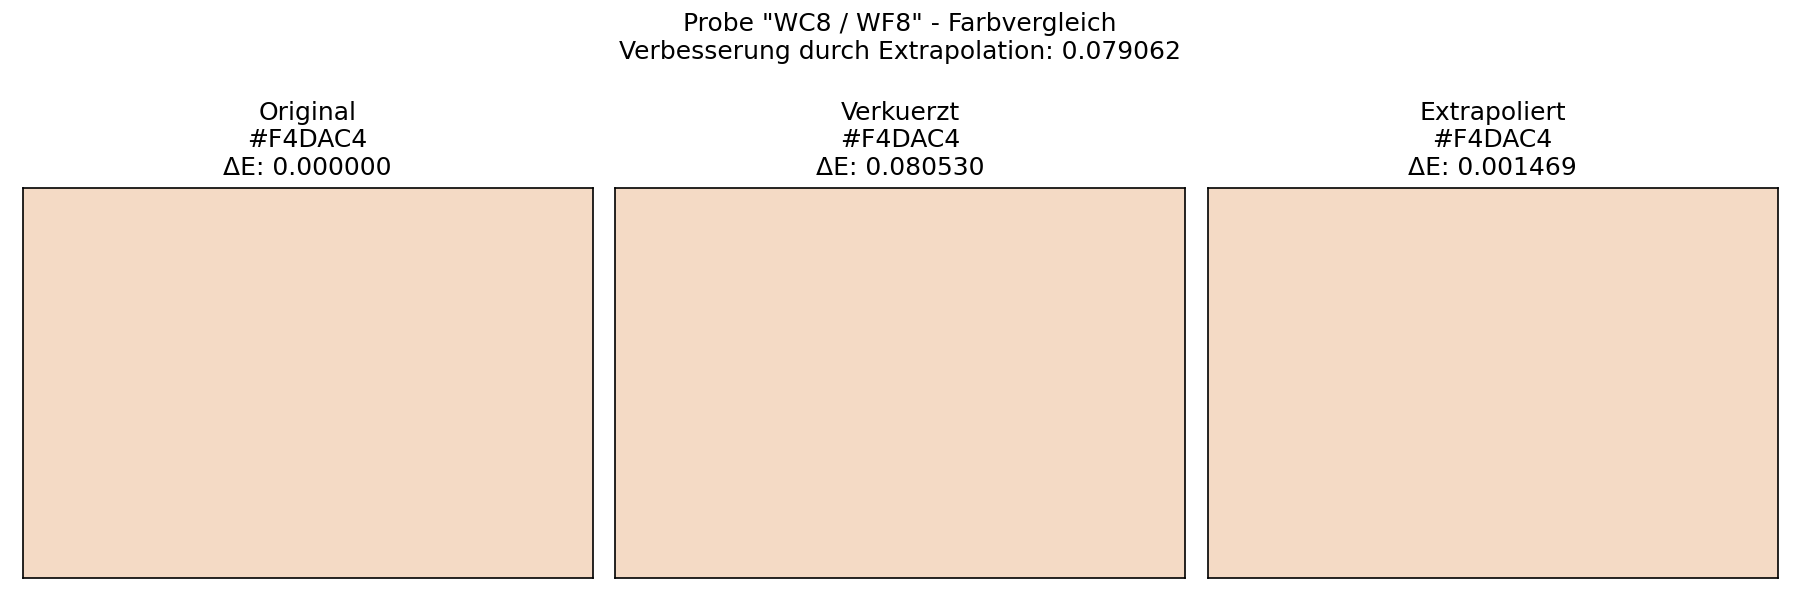 Probe "WC8 / WF8" - Farbvergleich
Verbesserung durch Extrapolation: 0.079062
Original
#F4DAC4
ΔE: 0.000000
Verkuerzt
#F4DAC4
ΔE: 0.080530
Extrapoliert
#F4DAC4
ΔE: 0.001469